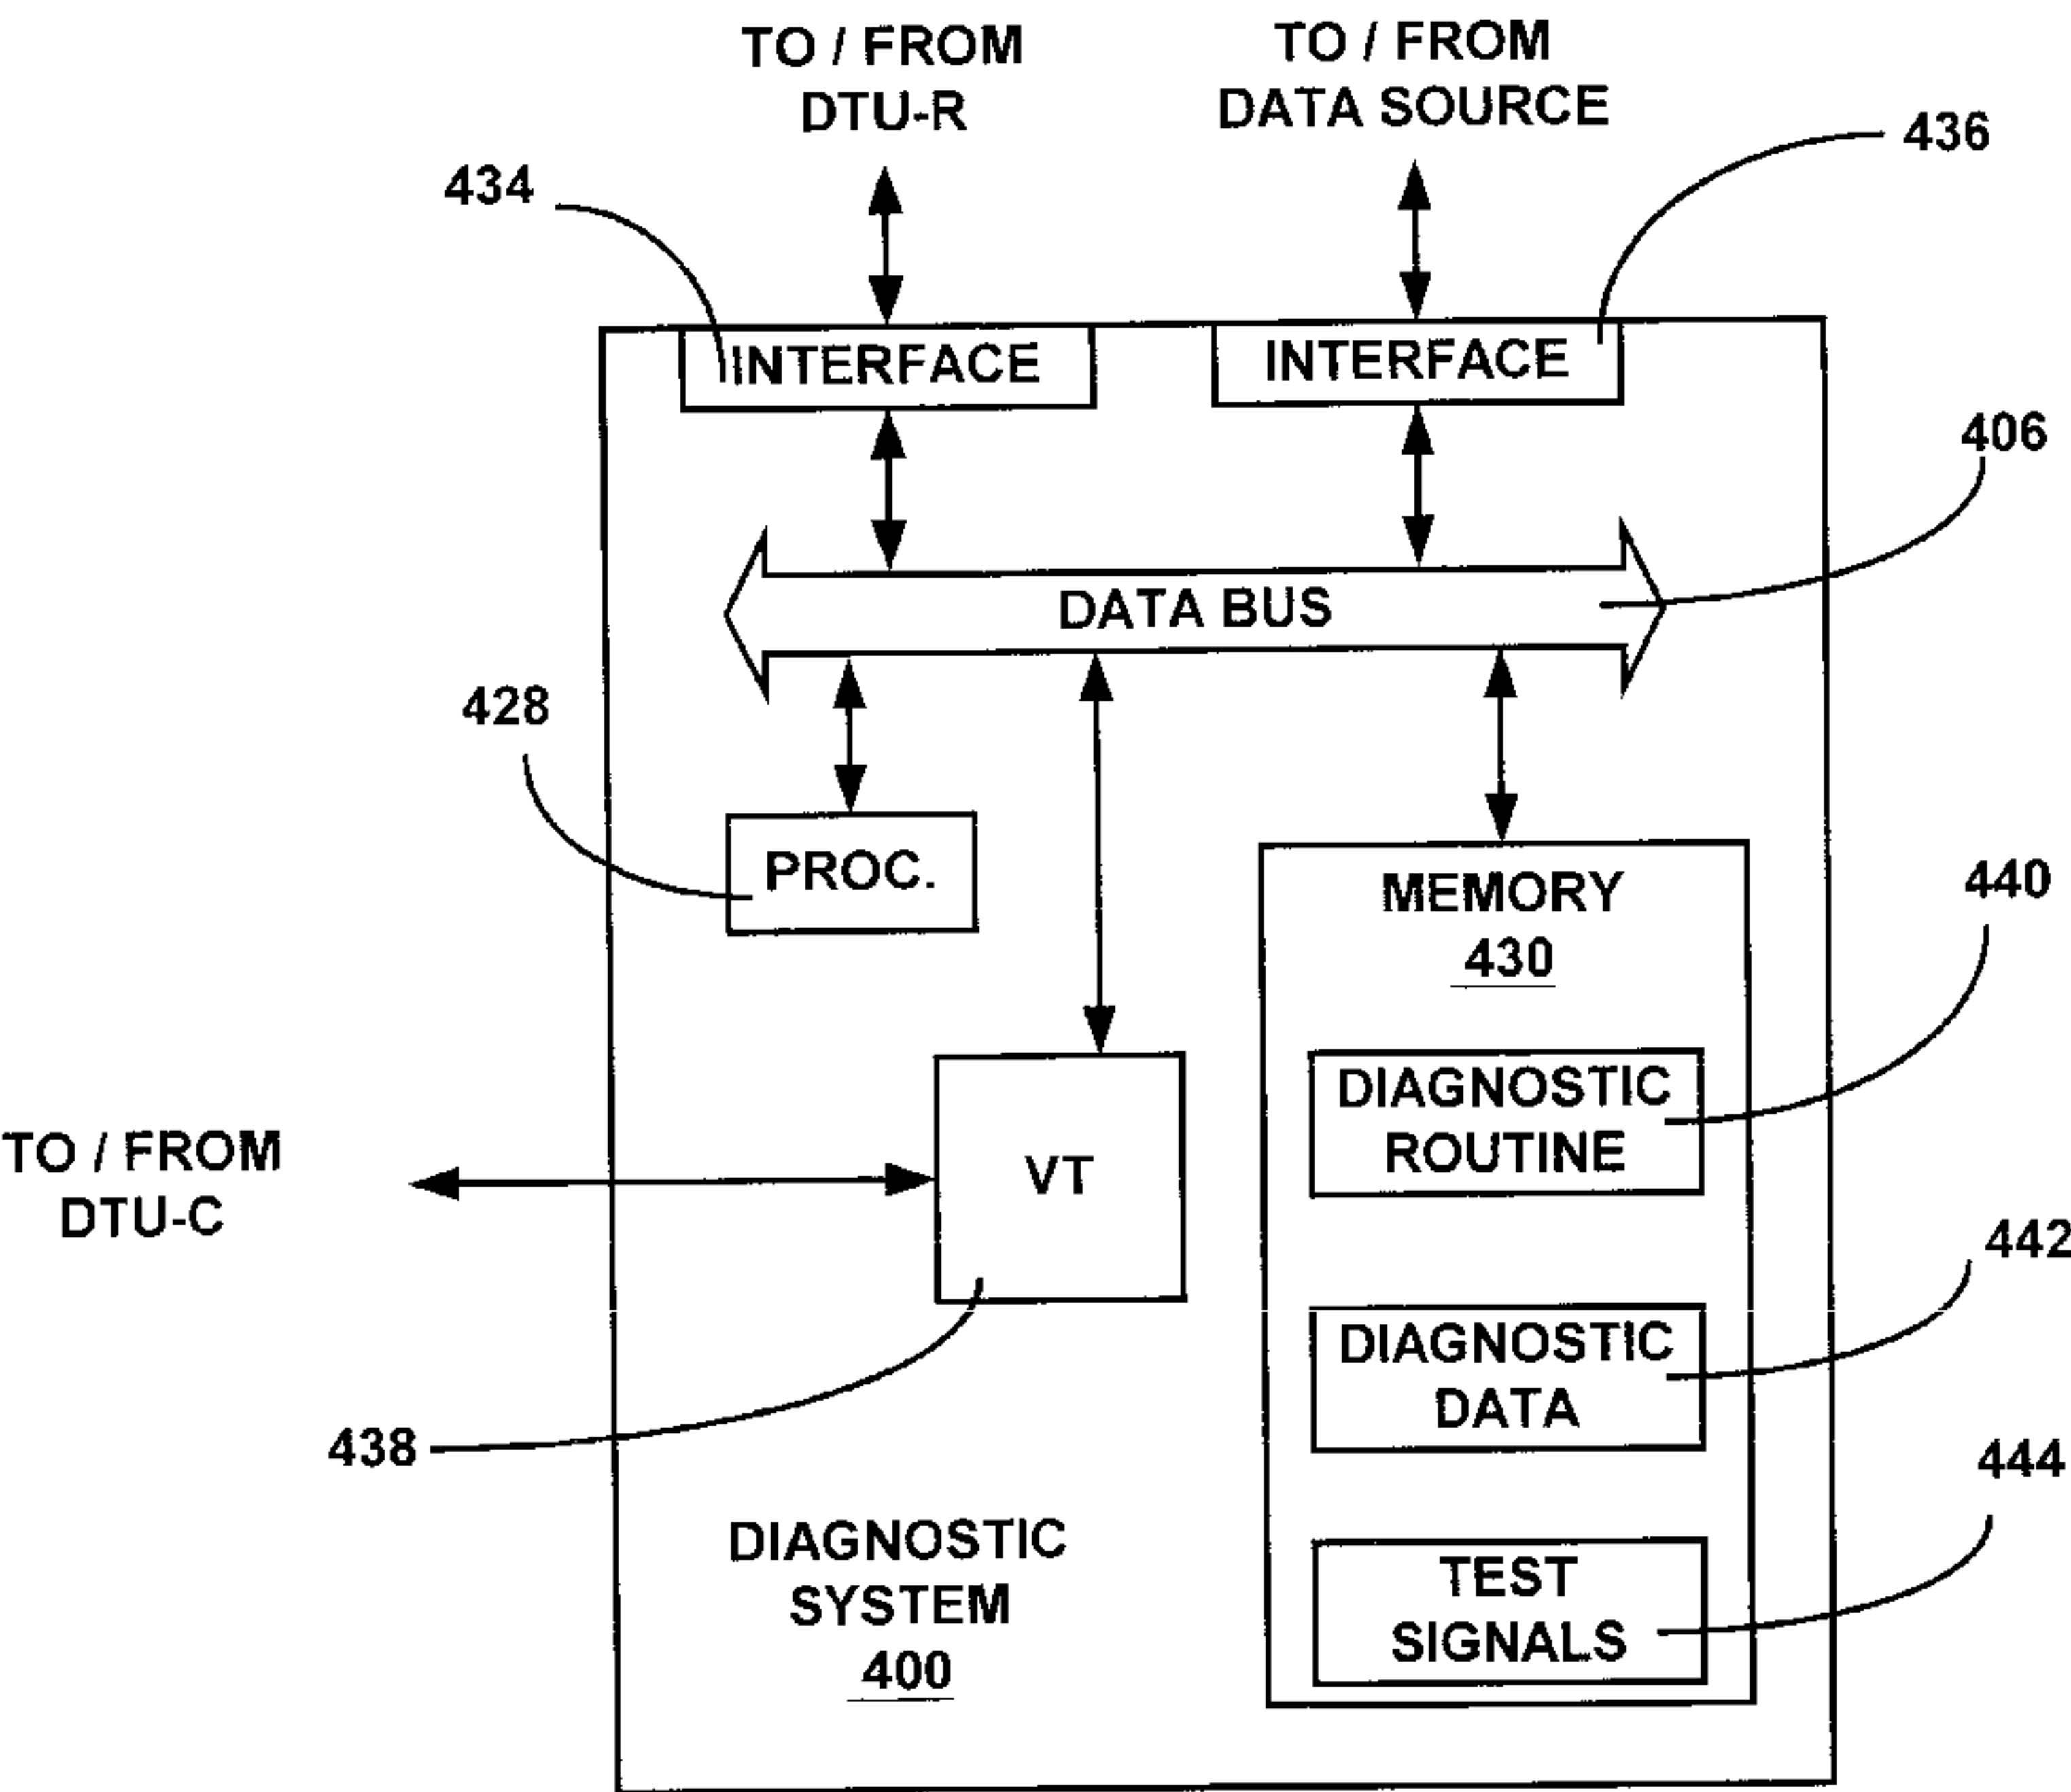 TO / FROM
DTU-R
TO / FROM
DATA SOURCE
436
434
INTERFACE
INTERFACE
406
DATA BUS
428
PROC.
MEMORY
430
440
DIAGNOSTIC
ROUTINE
TO / FROM
DTU-C
VT
442
DIAGNOSTIC
DATA
438
444
DIAGNOSTIC
SYSTEM
400
TEST
SIGNALS